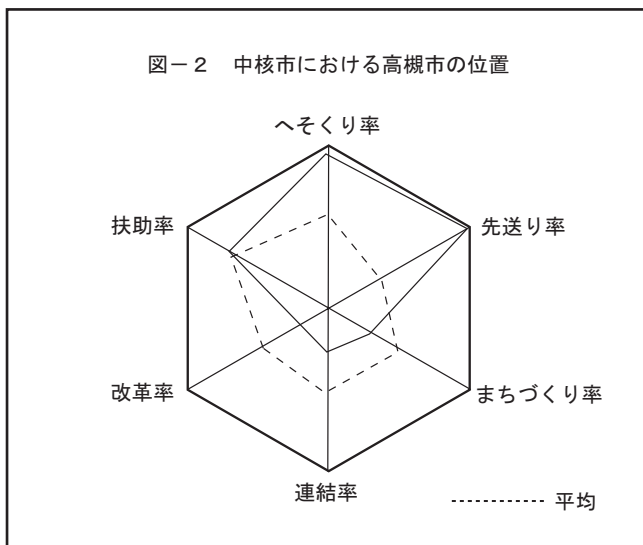 図－2　中核市における高槻市の位置
へそくり率
扶助率
先送り率
改革率
まちづくり率
連結率
平均